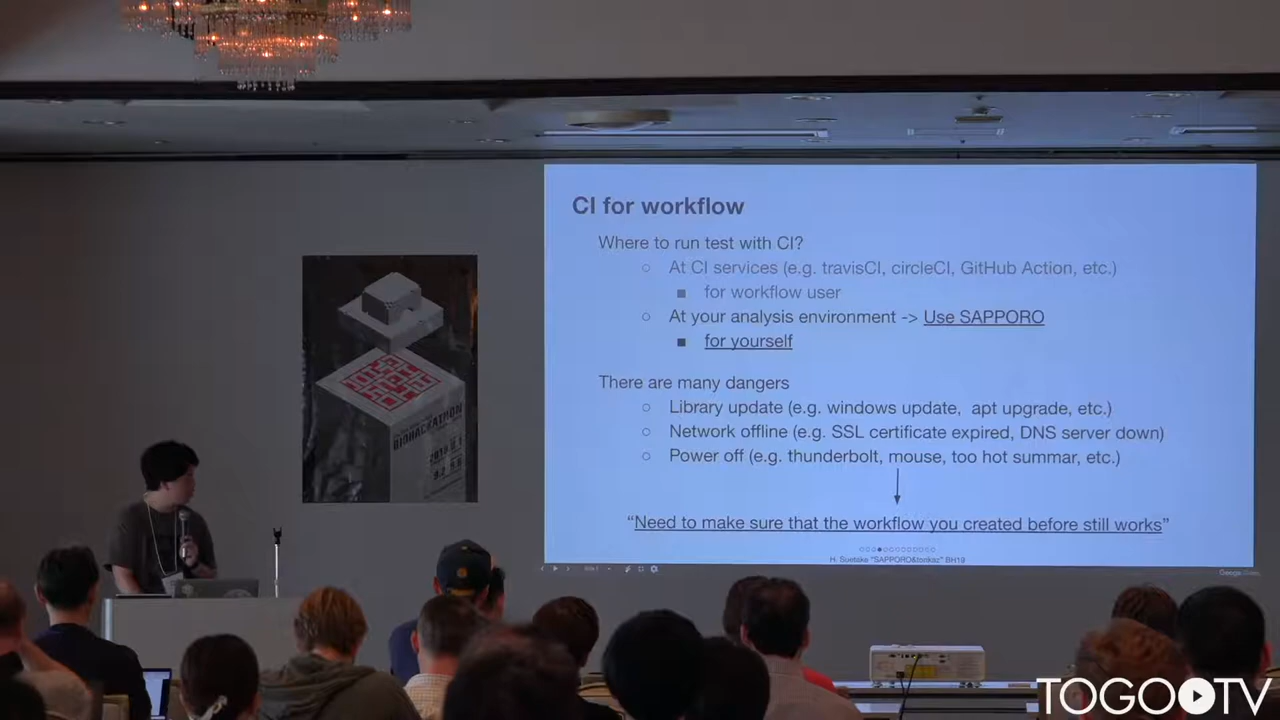 CI for workflow
Where to run test with CI?
At CI services (e.g. travisCI, circleCI, GitHub Action, etc.)
for workflow user
At your analysis environment -> Use SAPPORO
for yourself
There are many dangers
Library update (e.g. windows update, apt upgrade, etc.)
Network offline (e.g. SSL certificate expired, DNS server down)
Power off (e.g. thunderbolt, mouse, too hot summar, etc.)
“Need to make sure that the workflow you created before still works”
BH19
BIOHACKATHON
TOGO TV